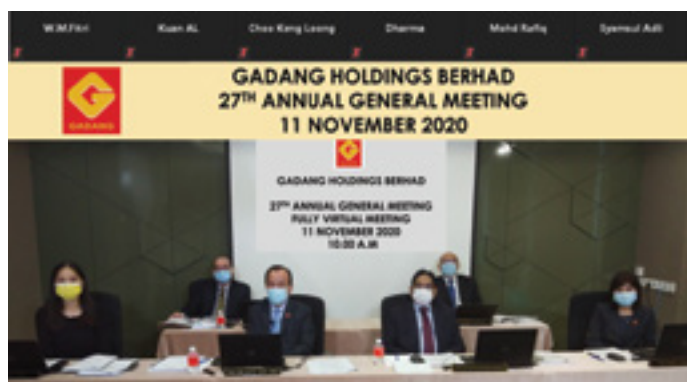 W.M.Fikri
Kuan AL
Chee Keng Leong
Dharma
Mohd Rafiq
Syamsul Adli
GADANG HOLDINGS BERHAD
27TH ANNUAL GENERAL MEETING
11 NOVEMBER 2020
GADANG
GADANG HOLDINGS BERHAD
27TH ANNUAL GENERAL MEETING
FULLY VIRTUAL MEETING
11 NOVEMBER 2020
10:00 A.M